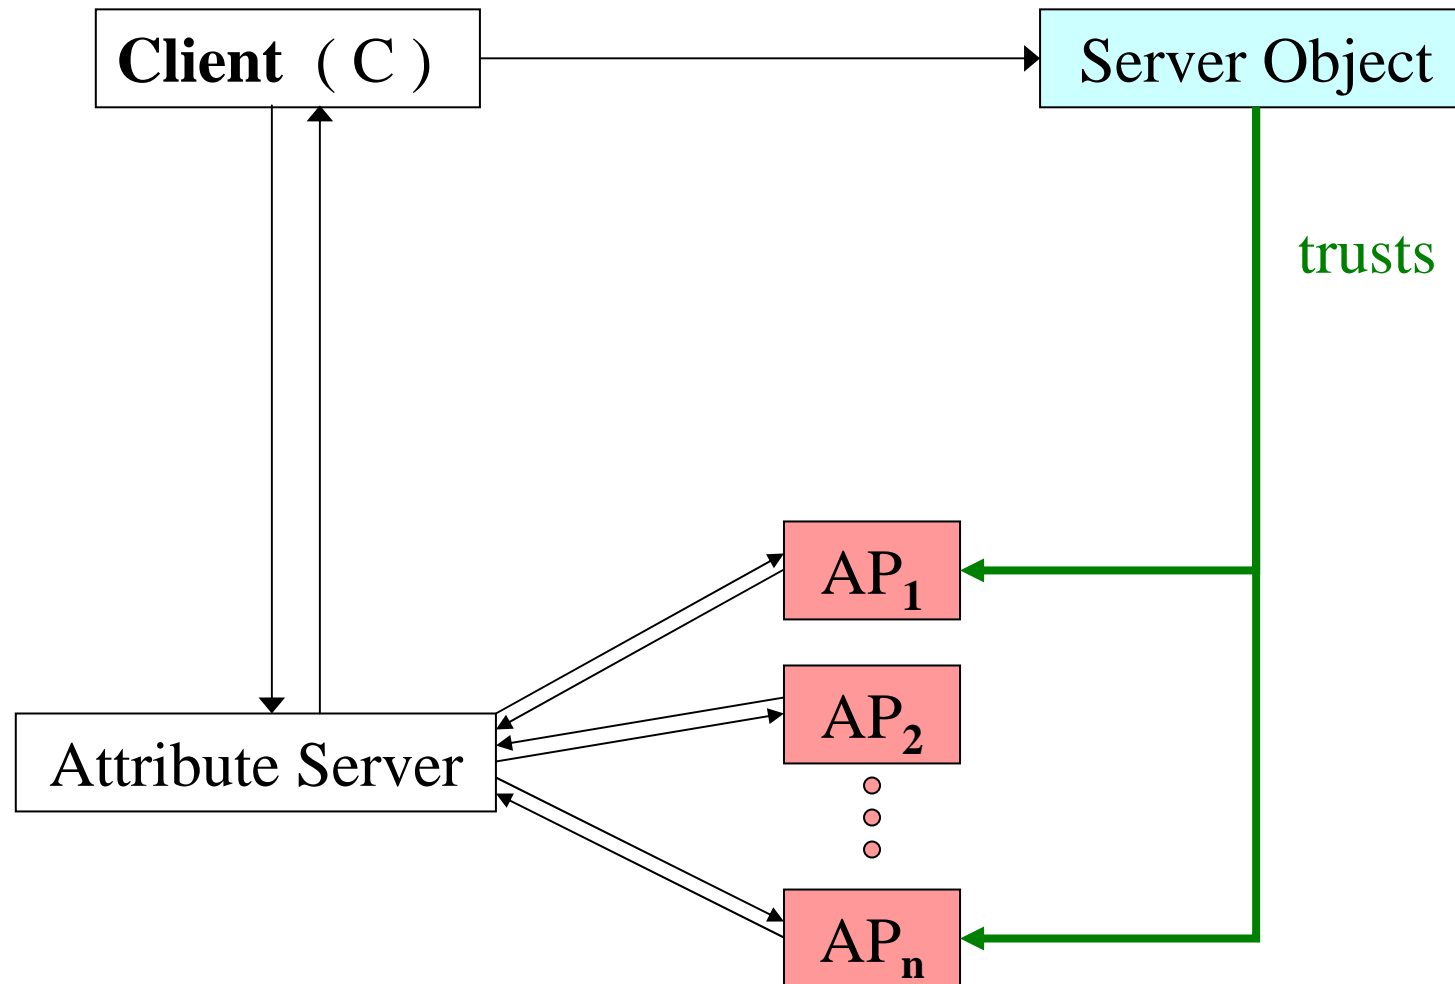 Client ( C )
Server Object
trusts
AP1
AP2
Attribute Server
APn